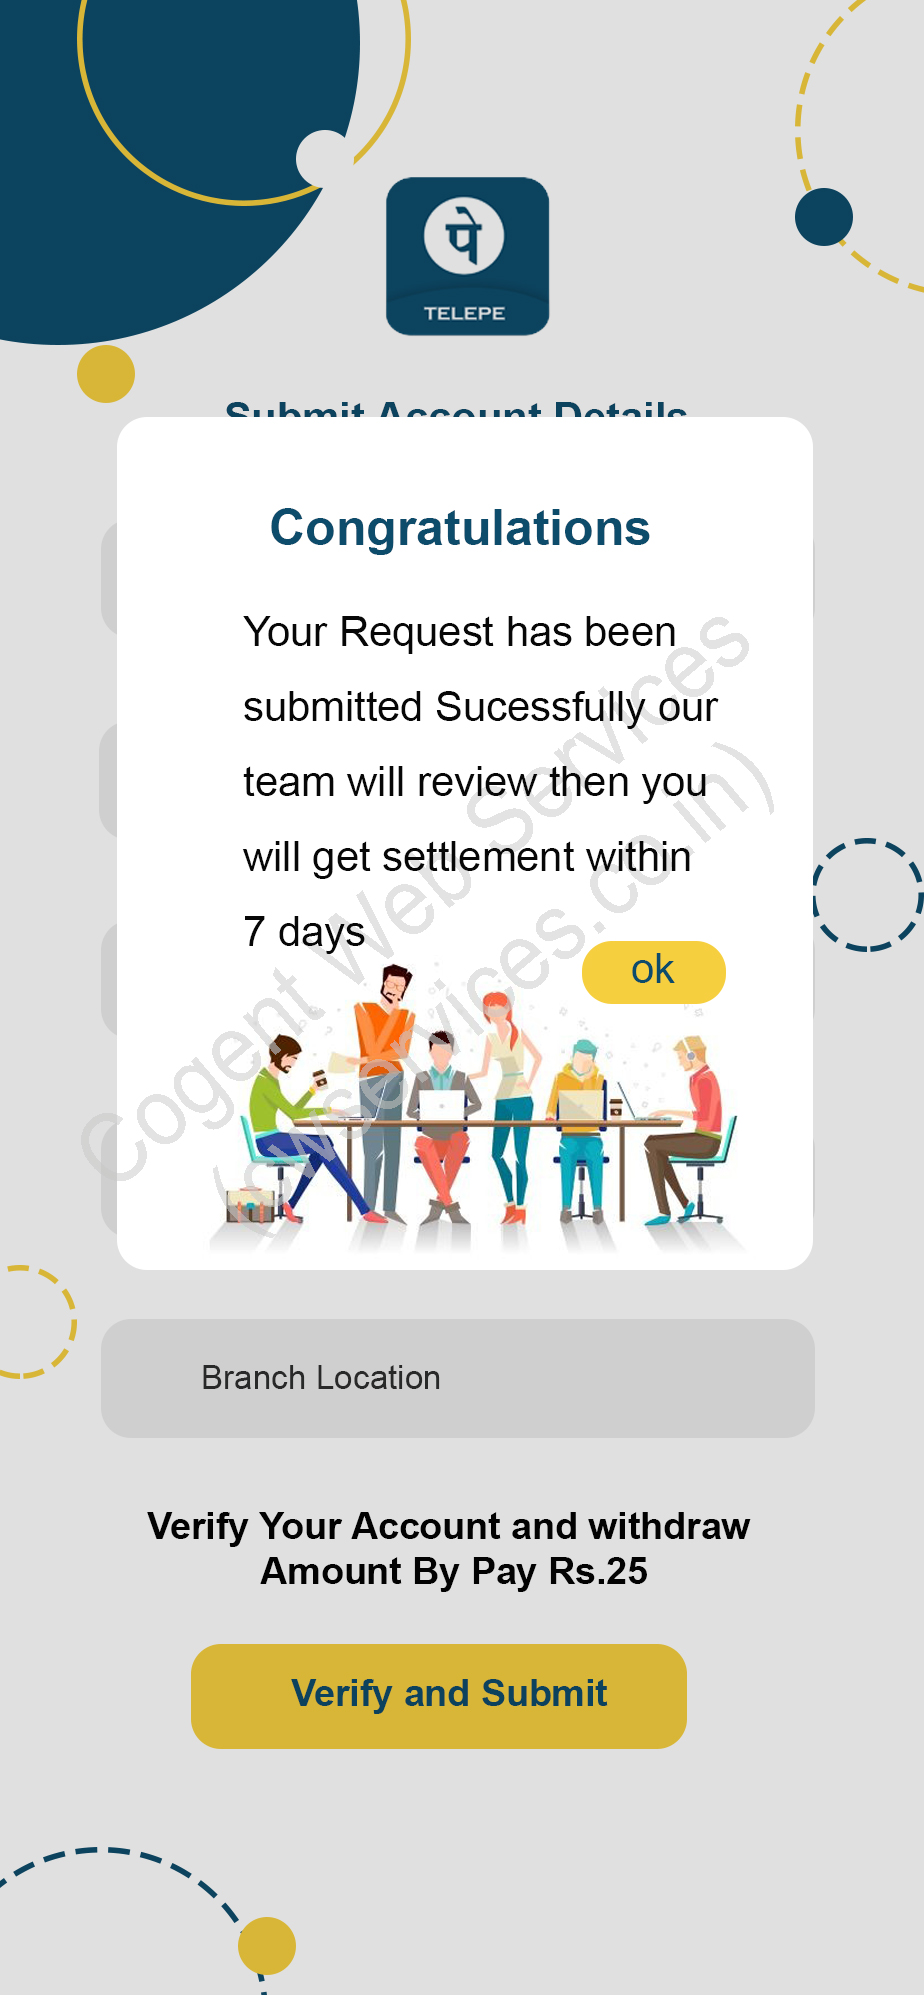 पे
TELEPE
Submit Account Details
Congratulations
Your Request has been
submitted Sucessfully our
team will review then you
will get settlement within
7 days
ok
Cogent Web Services
(cwservices.co.in)
Branch Location
Verify Your Account and withdraw
Amount By Pay Rs.25
Verify and Submit